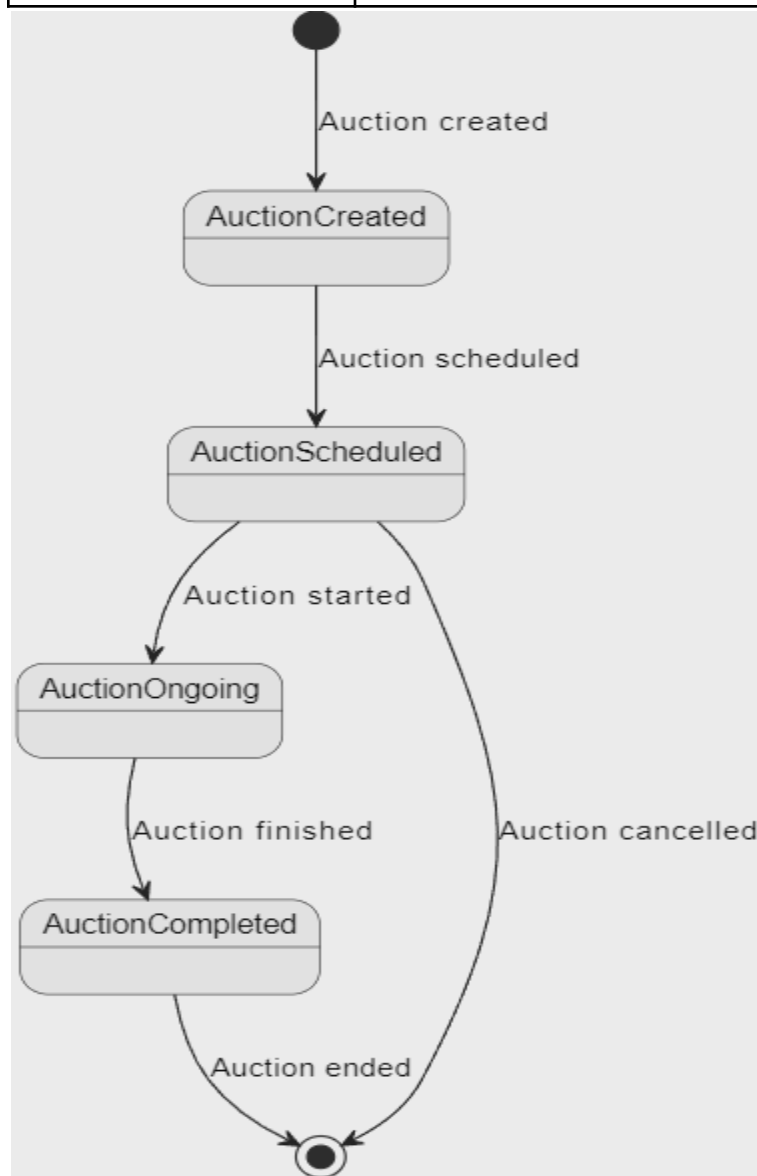 Auction created
AuctionCreated
Auction scheduled
AuctionScheduled
Auction started
AuctionOngoing
Auction finished
Auction cancelled
AuctionCompleted
Auction ended